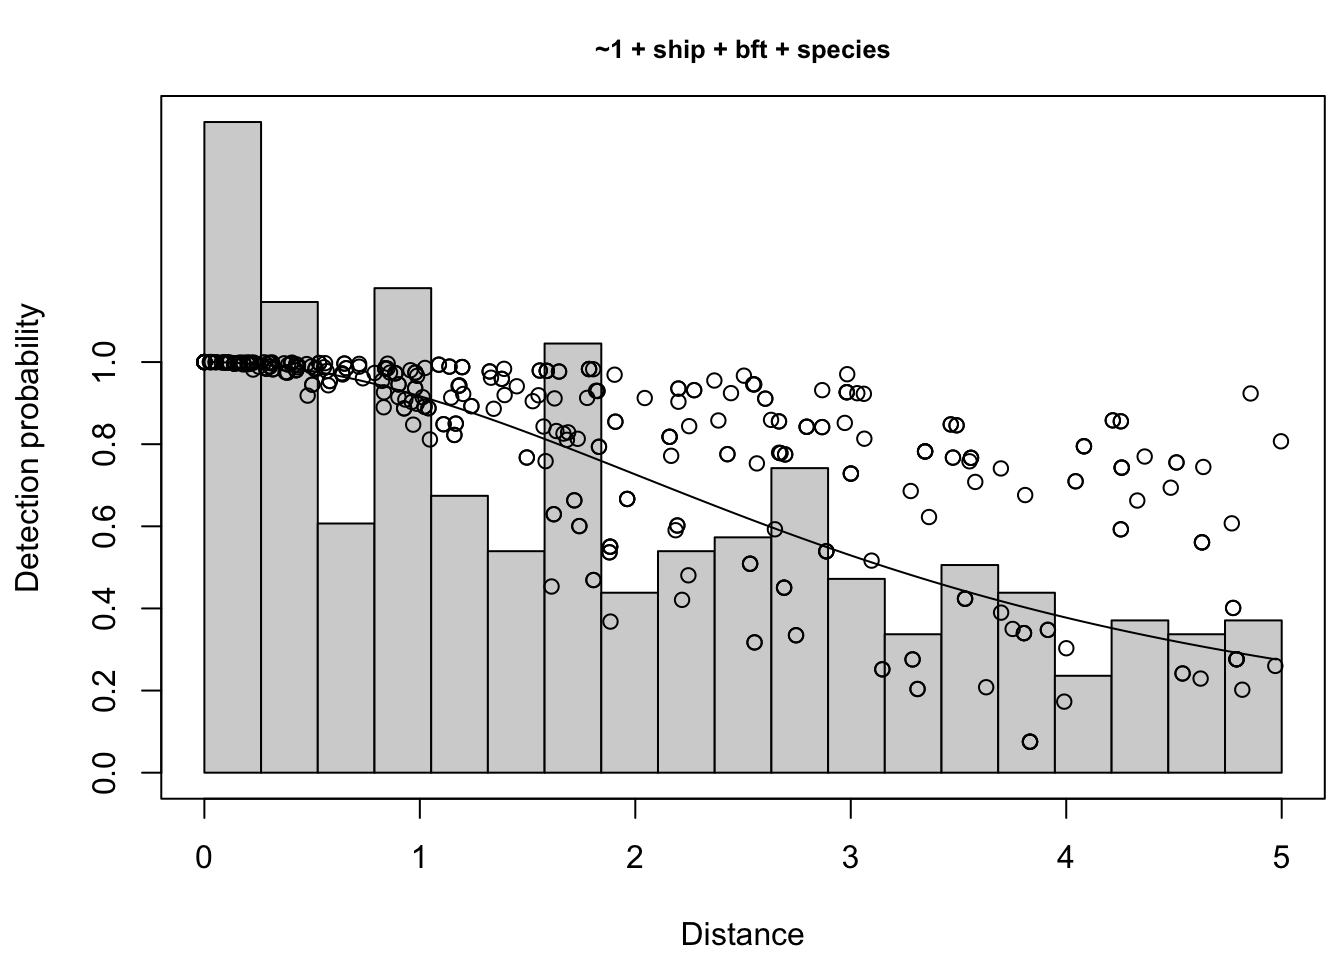 ~1 + ship + bft + species
Detection probability
1.0
0.8
0.6
0.4
0.2
0.0
0 1 2 3 4 5
Distance